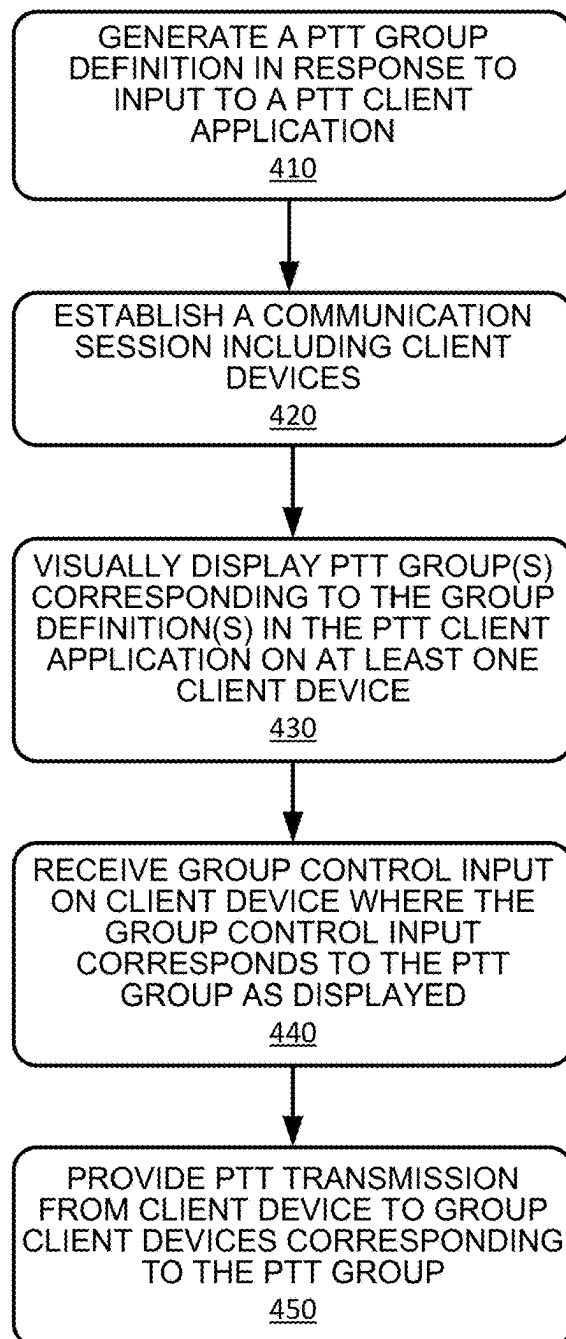 GENERATE A PTT GROUP
DEFINITION IN RESPONSE TO
INPUT TO A PTT CLIENT
APPLICATION
410
ESTABLISH A COMMUNICATION
SESSION INCLUDING CLIENT
DEVICES
420
VISUALLY DISPLAY PTT GROUP(S)
CORRESPONDING TO THE GROUP
DEFINITION(S) IN THE PTT CLIENT
APPLICATION ON AT LEAST ONE
CLIENT DEVICE
430
RECEIVE GROUP CONTROL INPUT
ON CLIENT DEVICE WHERE THE
GROUP CONTROL INPUT
CORRESPONDS TO THE PTT
GROUP AS DISPLAYED
440
PROVIDE PTT TRANSMISSION
FROM CLIENT DEVICE TO GROUP
CLIENT DEVICES CORRESPONDING
TO THE PTT GROUP
450